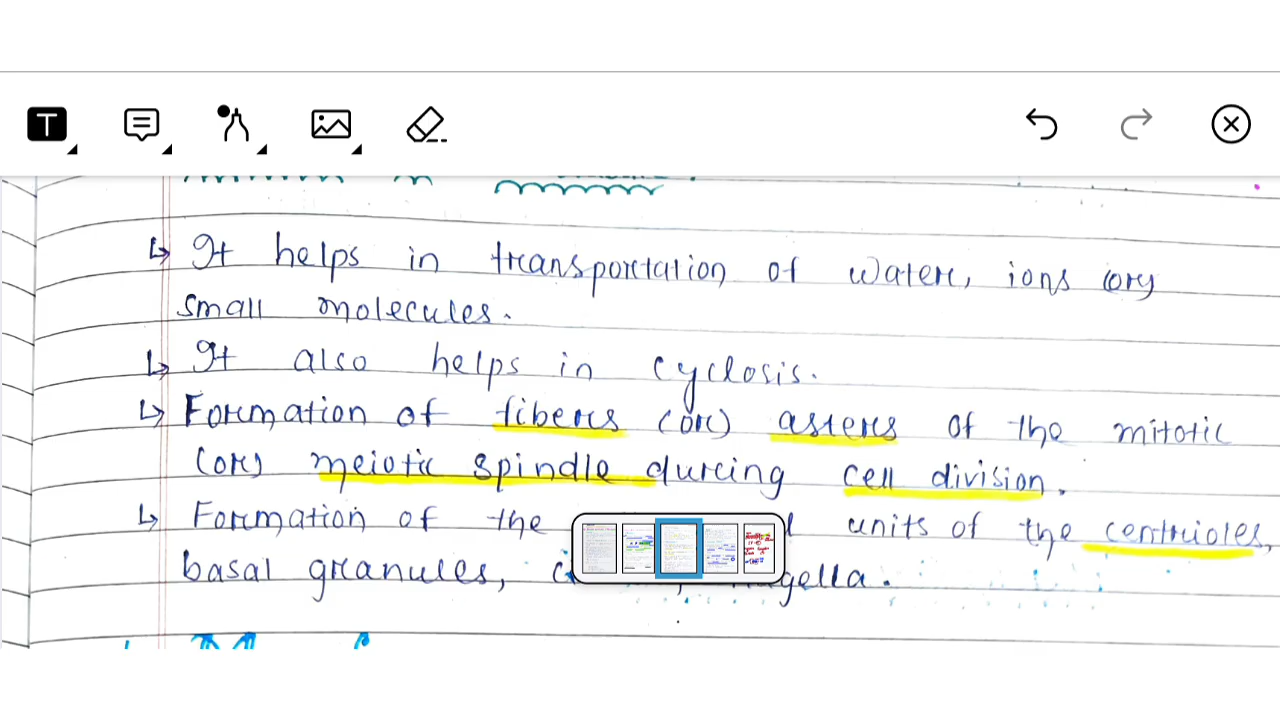 T
↳ It helps in transportation of water, ions (or)
small molecules.
↳ It also helps in cyclosis.
↳ Formation of fibers (or) asters of the mitotic
(or) meiotic spindle during cell division.
↳ Formation of the units of the centrioles,
basal granules,